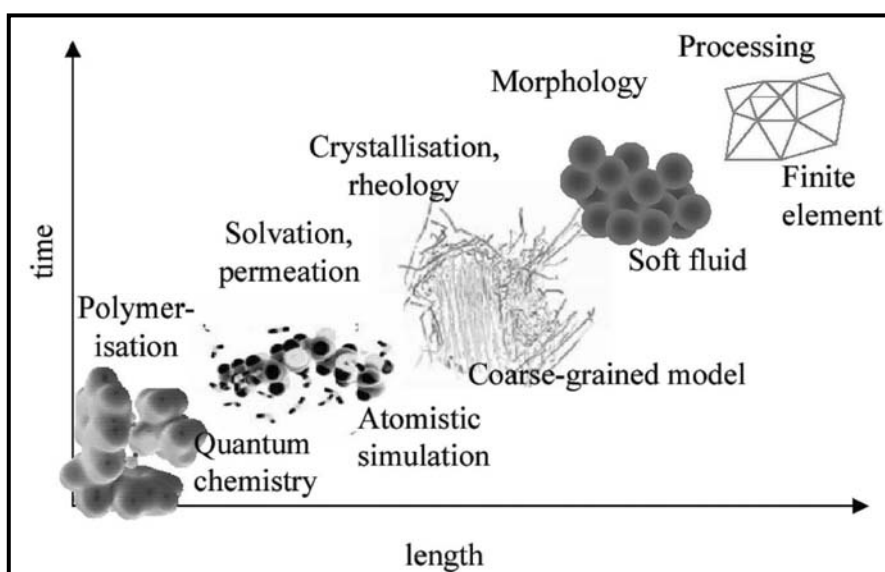 Processing
Morphology
Crystallisation,
rheology
Finite
element
Solvation,
permeation
Soft fluid
time
Polymer-
isation
Coarse-grained model
Atomistic
simulation
Quantum
chemistry
length